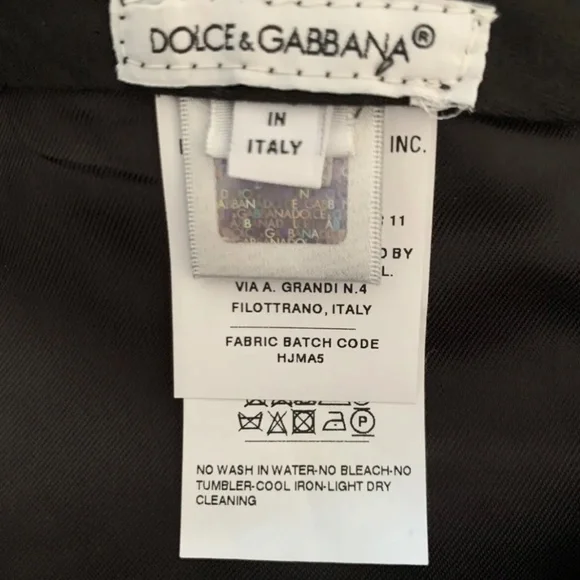 DOLCE & GABBANA®
IN
ITALY
INC.
11
BY
L.
VIA A. GRANDI N.4
FILOTTRANO, ITALY
FABRIC BATCH CODE
HJMA5
P
NO WASH IN WATER-NO BLEACH-NO
TUMBLER-COOL IRON-LIGHT DRY
CLEANING